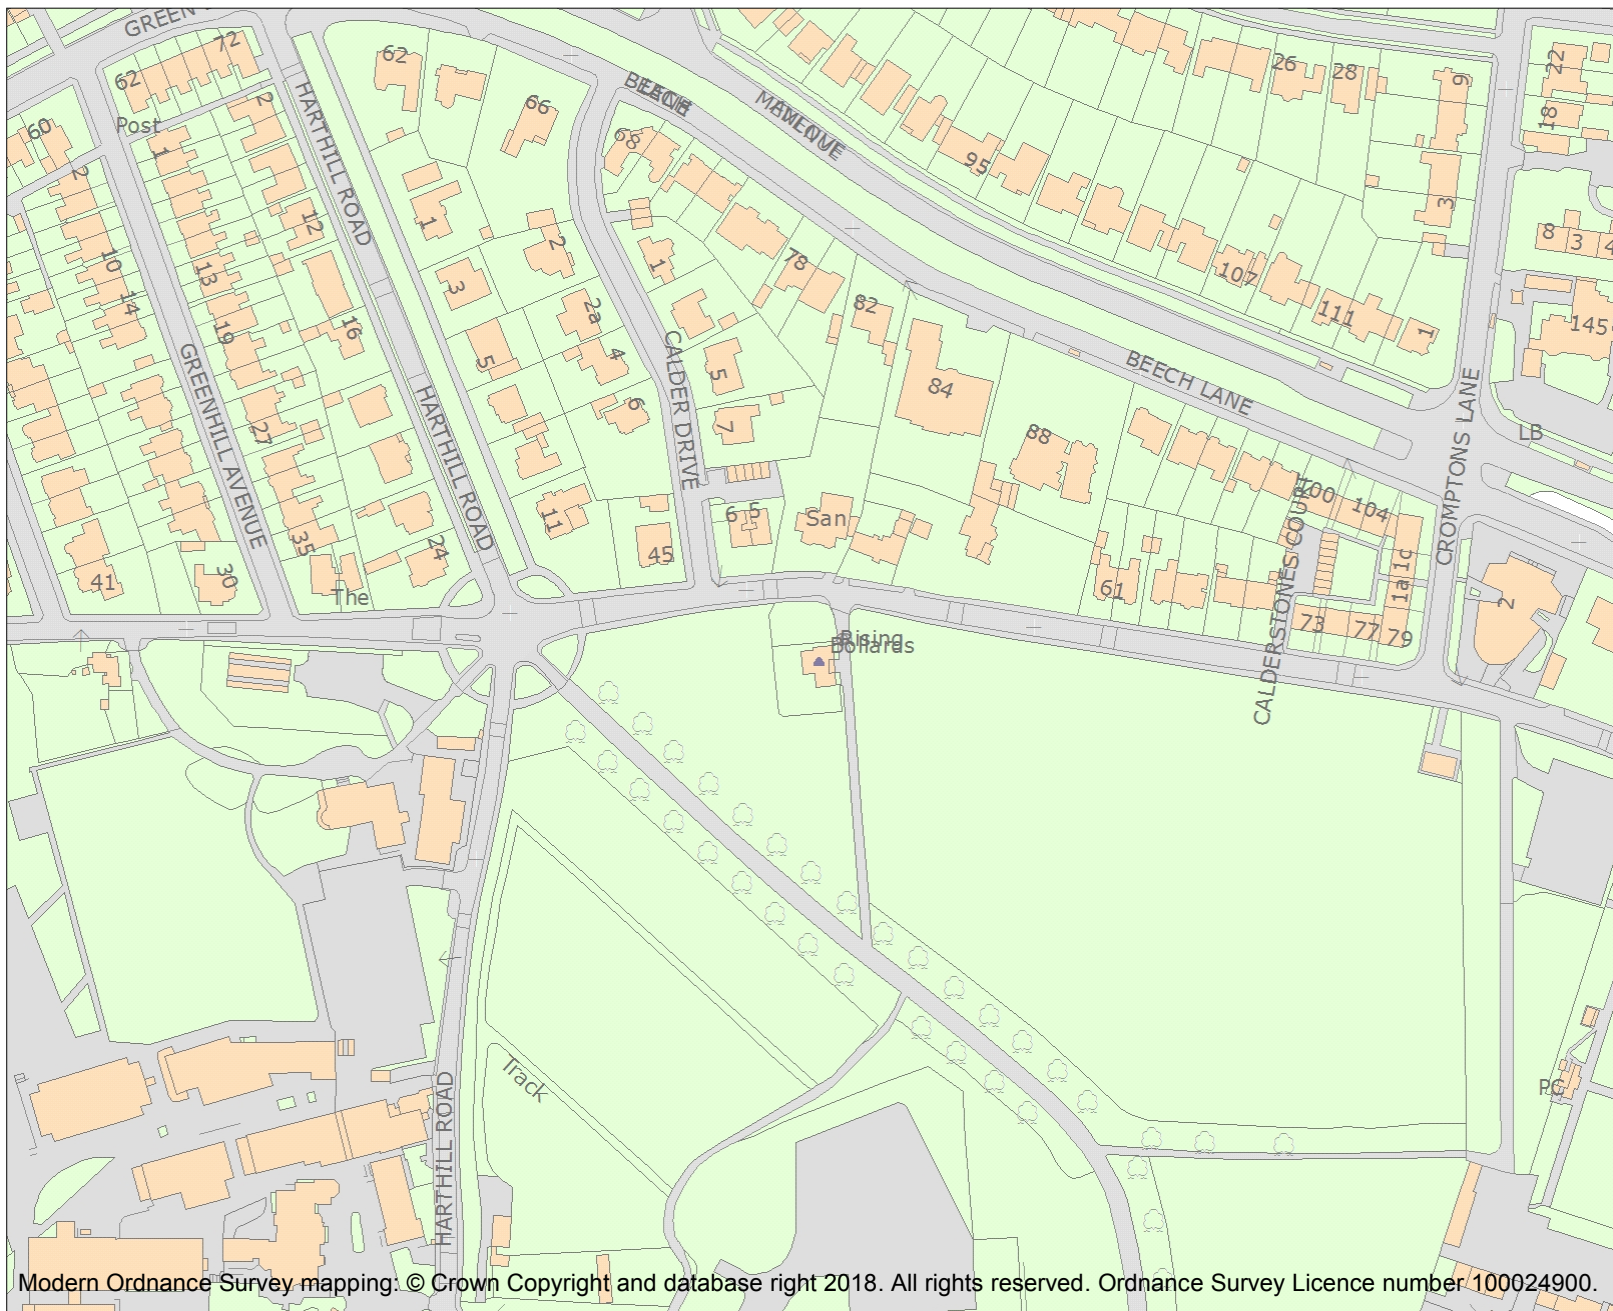 GREEN
72
62
62
66
26
28
9
22
18
BEECH
LANE
MENLOVE
AVENUE
60
Post
2
1
2
HARTHILL ROAD
68
95
3
8
3
4
12
1
2
1
78
10
13
14
3
2a
82
107
111
1
145
19
16
5
4
CALDER DRIVE
5
84
BEECH LANE
GREENHILL AVENUE
HARTHILL ROAD
6
7
27
88
CROMPTONS LANE
LB
100
104
CALDERSTONES COURT
11
6
5
San
35
24
45
41
30
The
61
1a
1c
2
73
77
79
Rising
Bollards
Track
HARTHILL ROAD
PC
Modern Ordnance Survey mapping: © Crown Copyright and database right 2018. All rights reserved. Ordnance Survey Licence number 100024900.